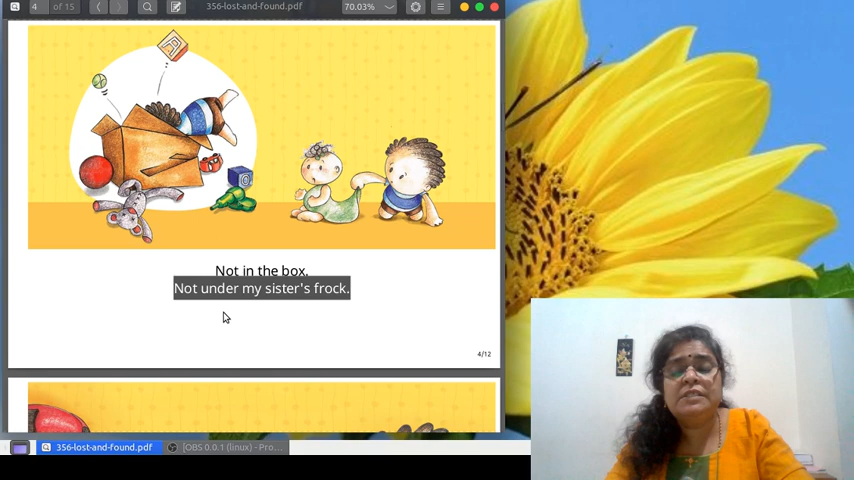 4 of 15 356-lost-and-found.pdf 70.03%
Not in the box.
Not under my sister's frock.
4/12
356-lost-and-found.pdf [OBS 0.0.1 (linux) - Pro...